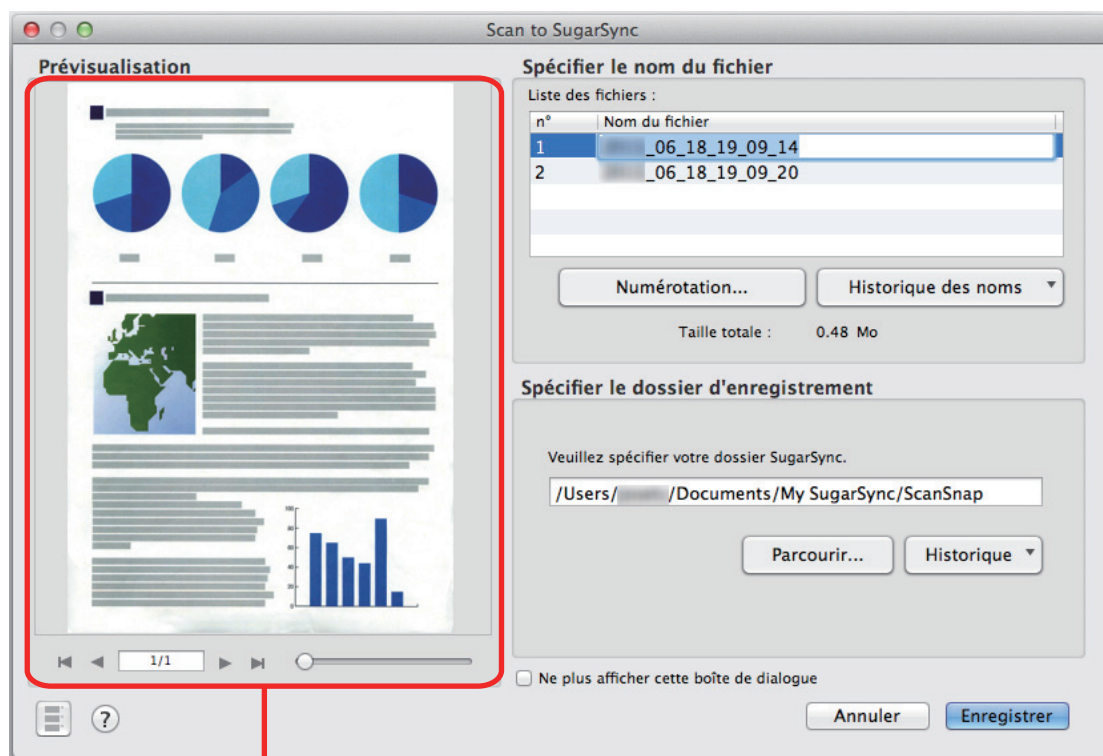 Scan to SugarSync
Prévisualisation
1/1
Spécifier le nom du fichier
Liste des fichiers :
n° Nom du fichier
1 _06_18_19_09_14
2 _06_18_19_09_20
Numérotation... Historique des noms
Taille totale : 0.48 Mo
Spécifier le dossier d'enregistrement
Veuillez spécifier votre dossier SugarSync.
/Users/ /Documents/My SugarSync/ScanSnap
Parcourir... Historique
Ne plus afficher cette boîte de dialogue
?
Annuler Enregistrer